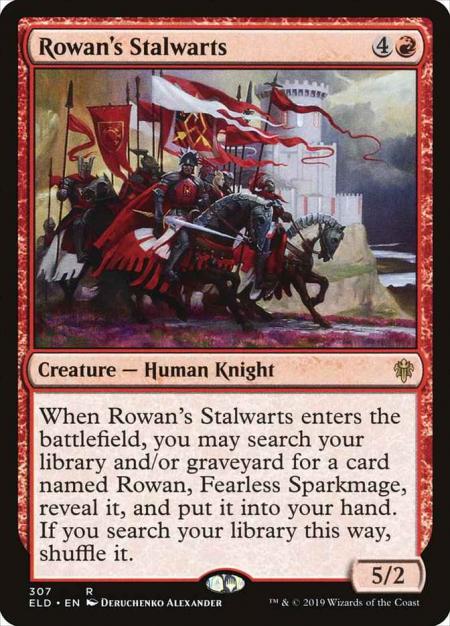 Rowan's Stalwarts 4
Creature — Human Knight
When Rowan's Stalwarts enters the
battlefield, you may search your
library and/or graveyard for a card
named Rowan, Fearless Sparkmage,
reveal it, and put it into your hand.
If you search your library this way,
shuffle it.
5/2
307 R
ELD • EN Deruchenko Alexander ™ & © 2019 Wizards of the Coast